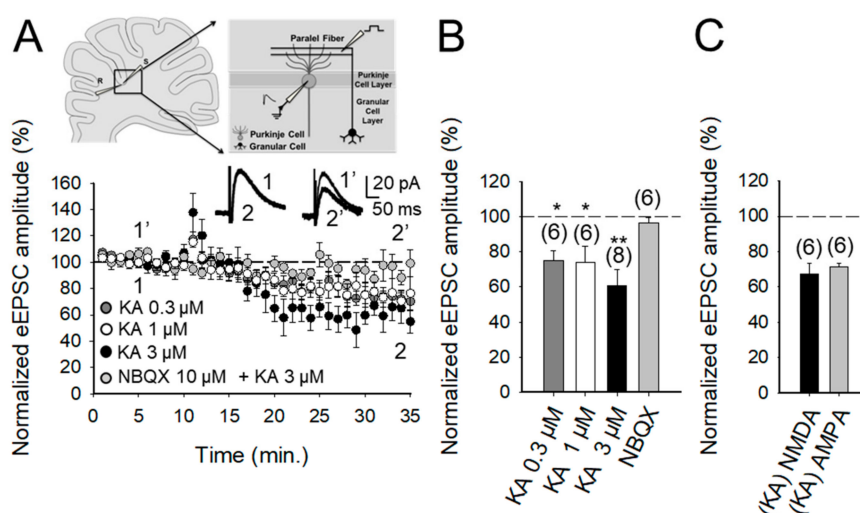 A
R
S
Paralel Fiber
Purkinje
Cell Layer
Granular
Cell
Layer
Purkinje Cell
Granular Cell
Normalized eEPSC amplitude (%)
160
140
120
100
80
60
40
20
0
1
2
1'
2'
20 pA
50 ms
1'
2'
1
2
KA 0.3 µM
KA 1 µM
KA 3 µM
NBQX 10 µM + KA 3 µM
0 5 10 15 20 25 30 35
Time (min.)
B
Normalized eEPSC amplitude (%)
120
100
80
60
40
20
0
*
*
**
(6)
(6)
(8)
(6)
KA 0.3 µM
KA 1 µM
KA 3 µM
NBQX
C
Normalized eEPSC amplitude (%)
120
100
80
60
40
20
0
(6)
(6)
(KA) NMDA
(KA) AMPA